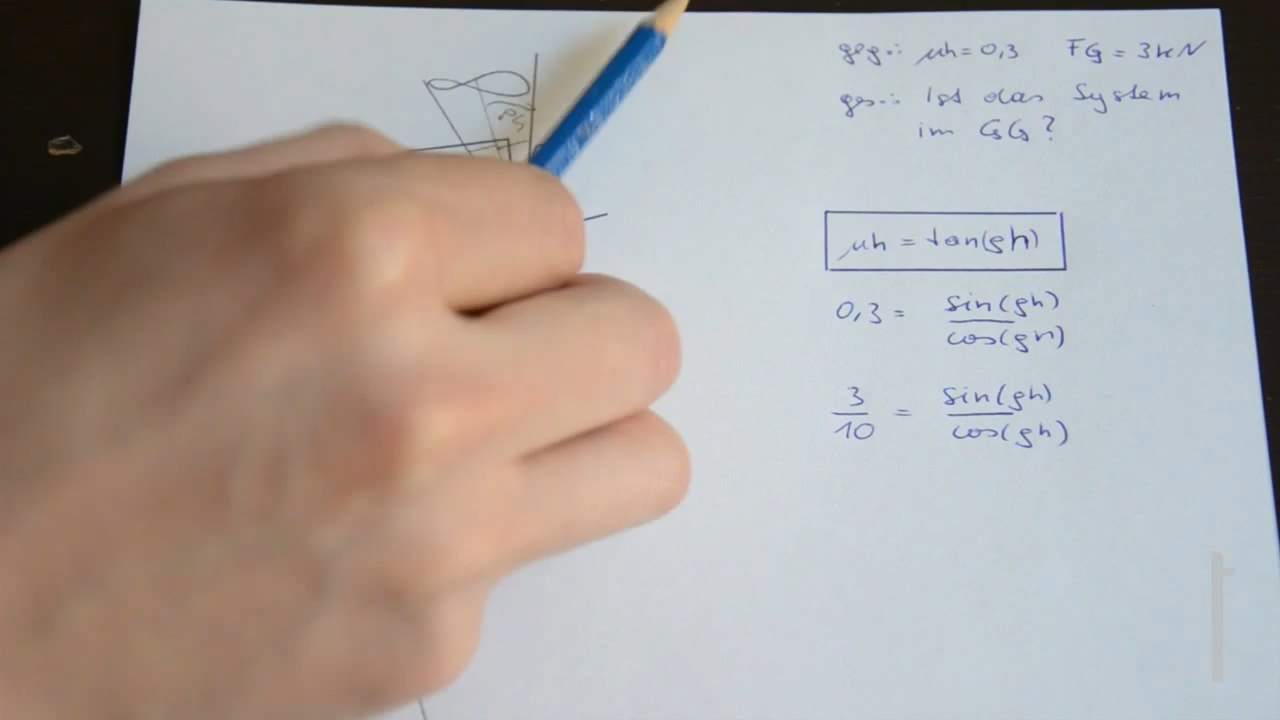 geg.: μh = 0,3 FG = 3kN
ges.: Ist das System
im GG?
μh = tan(ρh)
0,3 = sin(ρh)
cos(ρh)
3
10 = sin(ρh)
cos(ρh)
ρh